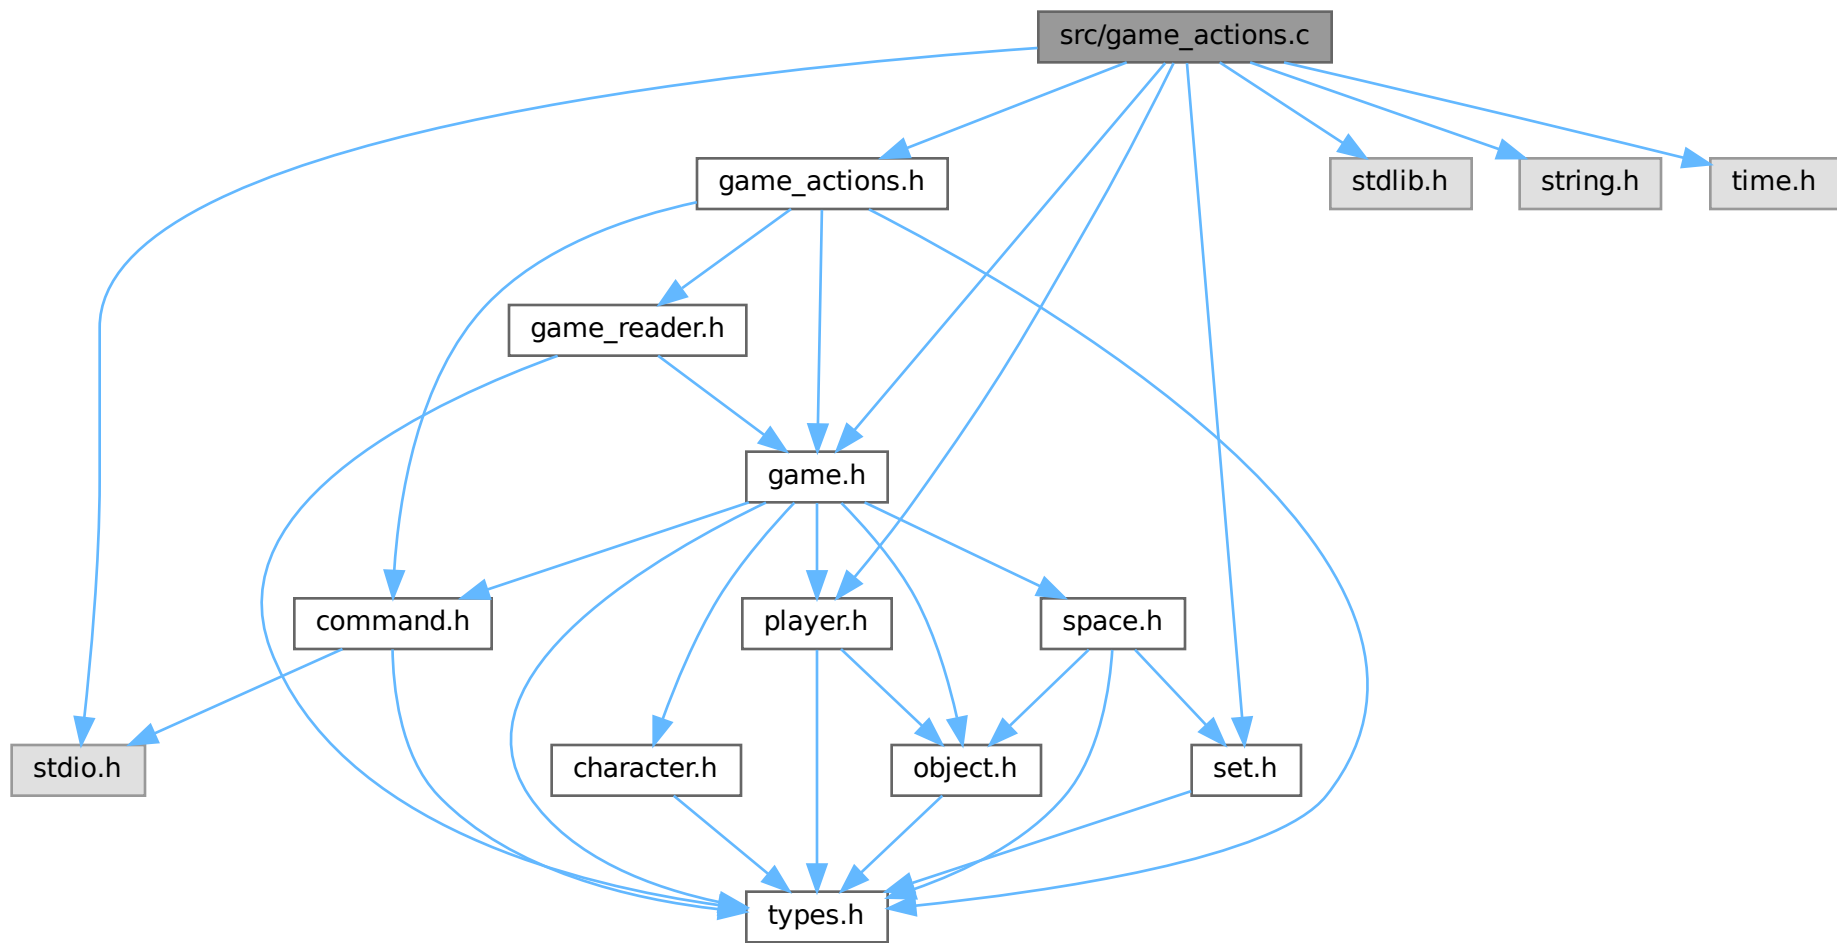 src/game_actions.c
game_actions.h
stdlib.h
string.h
time.h
game_reader.h
game.h
command.h
player.h
space.h
stdio.h
character.h
object.h
set.h
types.h